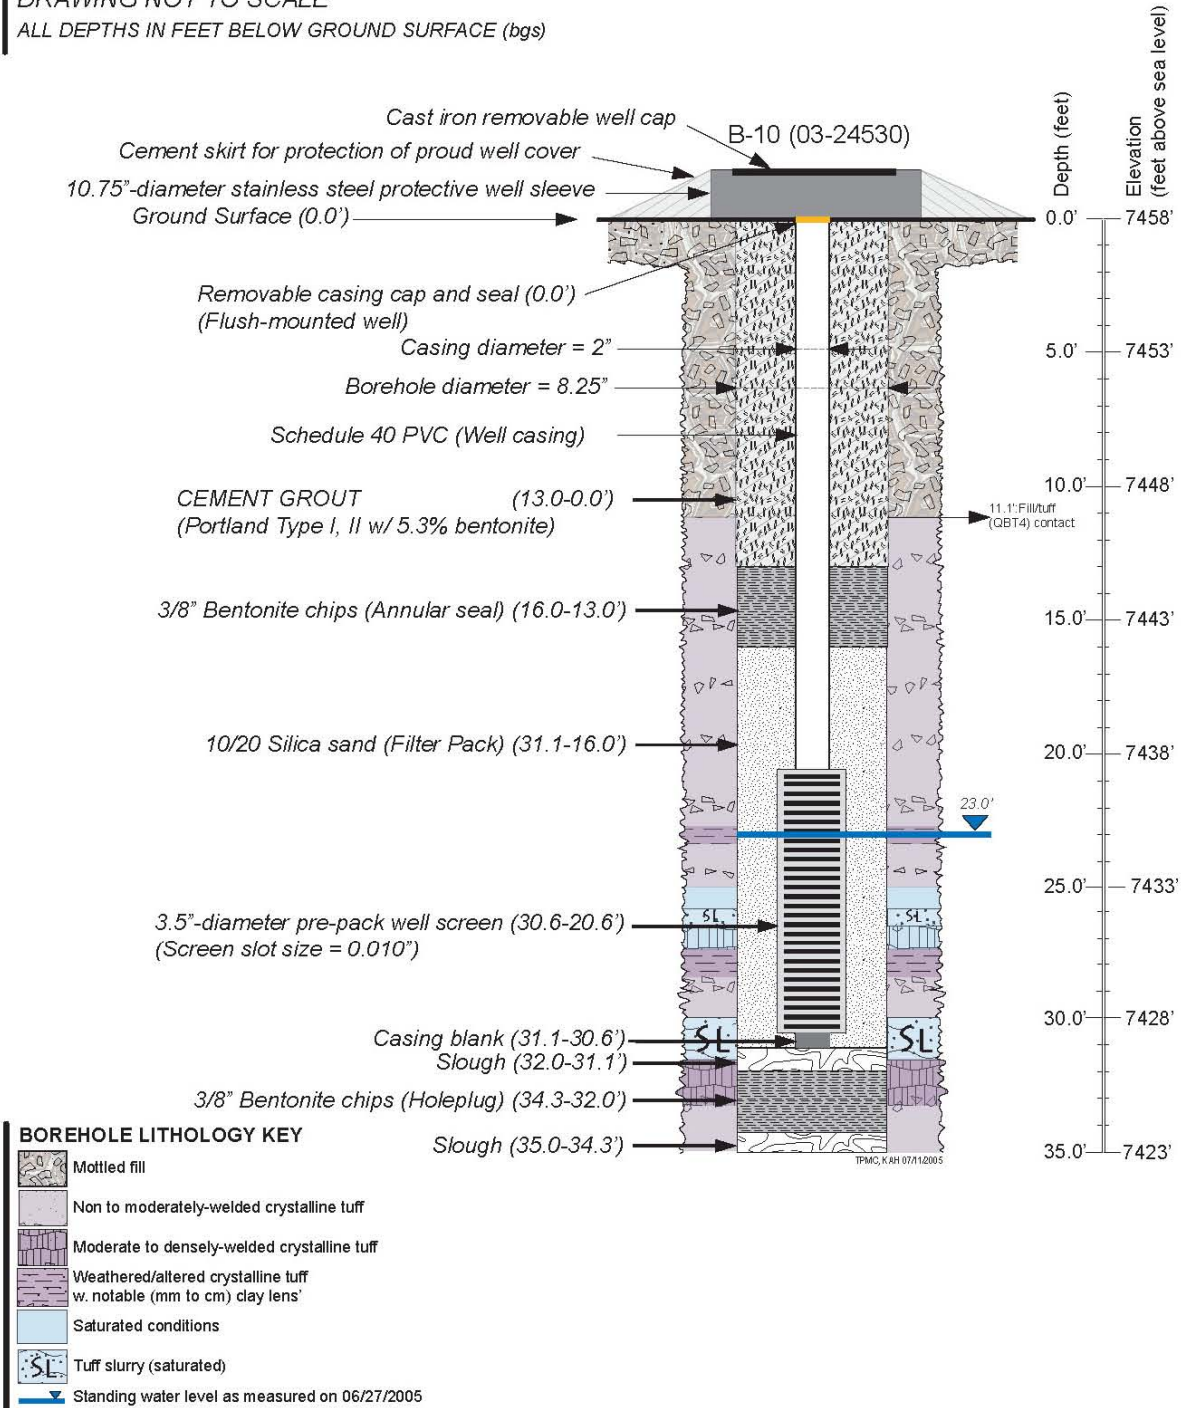 DRAWING NOT TO SCALE
ALL DEPTHS IN FEET BELOW GROUND SURFACE (bgs)
Depth (feet)
Elevation
(feet above sea level)
Cast iron removable well cap
B-10 (03-24530)
Cement skirt for protection of proud well cover
10.75”-diameter stainless steel protective well sleeve
Ground Surface (0.0’)
0.0’ 7458’
Removable casing cap and seal (0.0’)
(Flush-mounted well)
Casing diameter = 2”
5.0’ 7453’
Borehole diameter = 8.25”
Schedule 40 PVC (Well casing)
10.0’ 7448’
CEMENT GROUT (13.0-0.0’)
(Portland Type I, II w/ 5.3% bentonite)
11.1’:Fill/tuff
(QBT4) contact
3/8” Bentonite chips (Annular seal) (16.0-13.0’)
15.0’ 7443’
10/20 Silica sand (Filter Pack) (31.1-16.0’)
20.0’ 7438’
23.0’
25.0’ 7433’
SL SL
3.5”-diameter pre-pack well screen (30.6-20.6’)
(Screen slot size = 0.010”)
30.0’ 7428’
SL SL
Casing blank (31.1-30.6’)
Slough (32.0-31.1’)
3/8” Bentonite chips (Holeplug) (34.3-32.0’)
Slough (35.0-34.3’)
35.0’ 7423’
TPMC, KAH 07/11/2005
BOREHOLE LITHOLOGY KEY
Mottled fill
Non to moderately-welded crystalline tuff
Moderate to densely-welded crystalline tuff
Weathered/altered crystalline tuff
w. notable (mm to cm) clay lens’
Saturated conditions
SL Tuff slurry (saturated)
Standing water level as measured on 06/27/2005